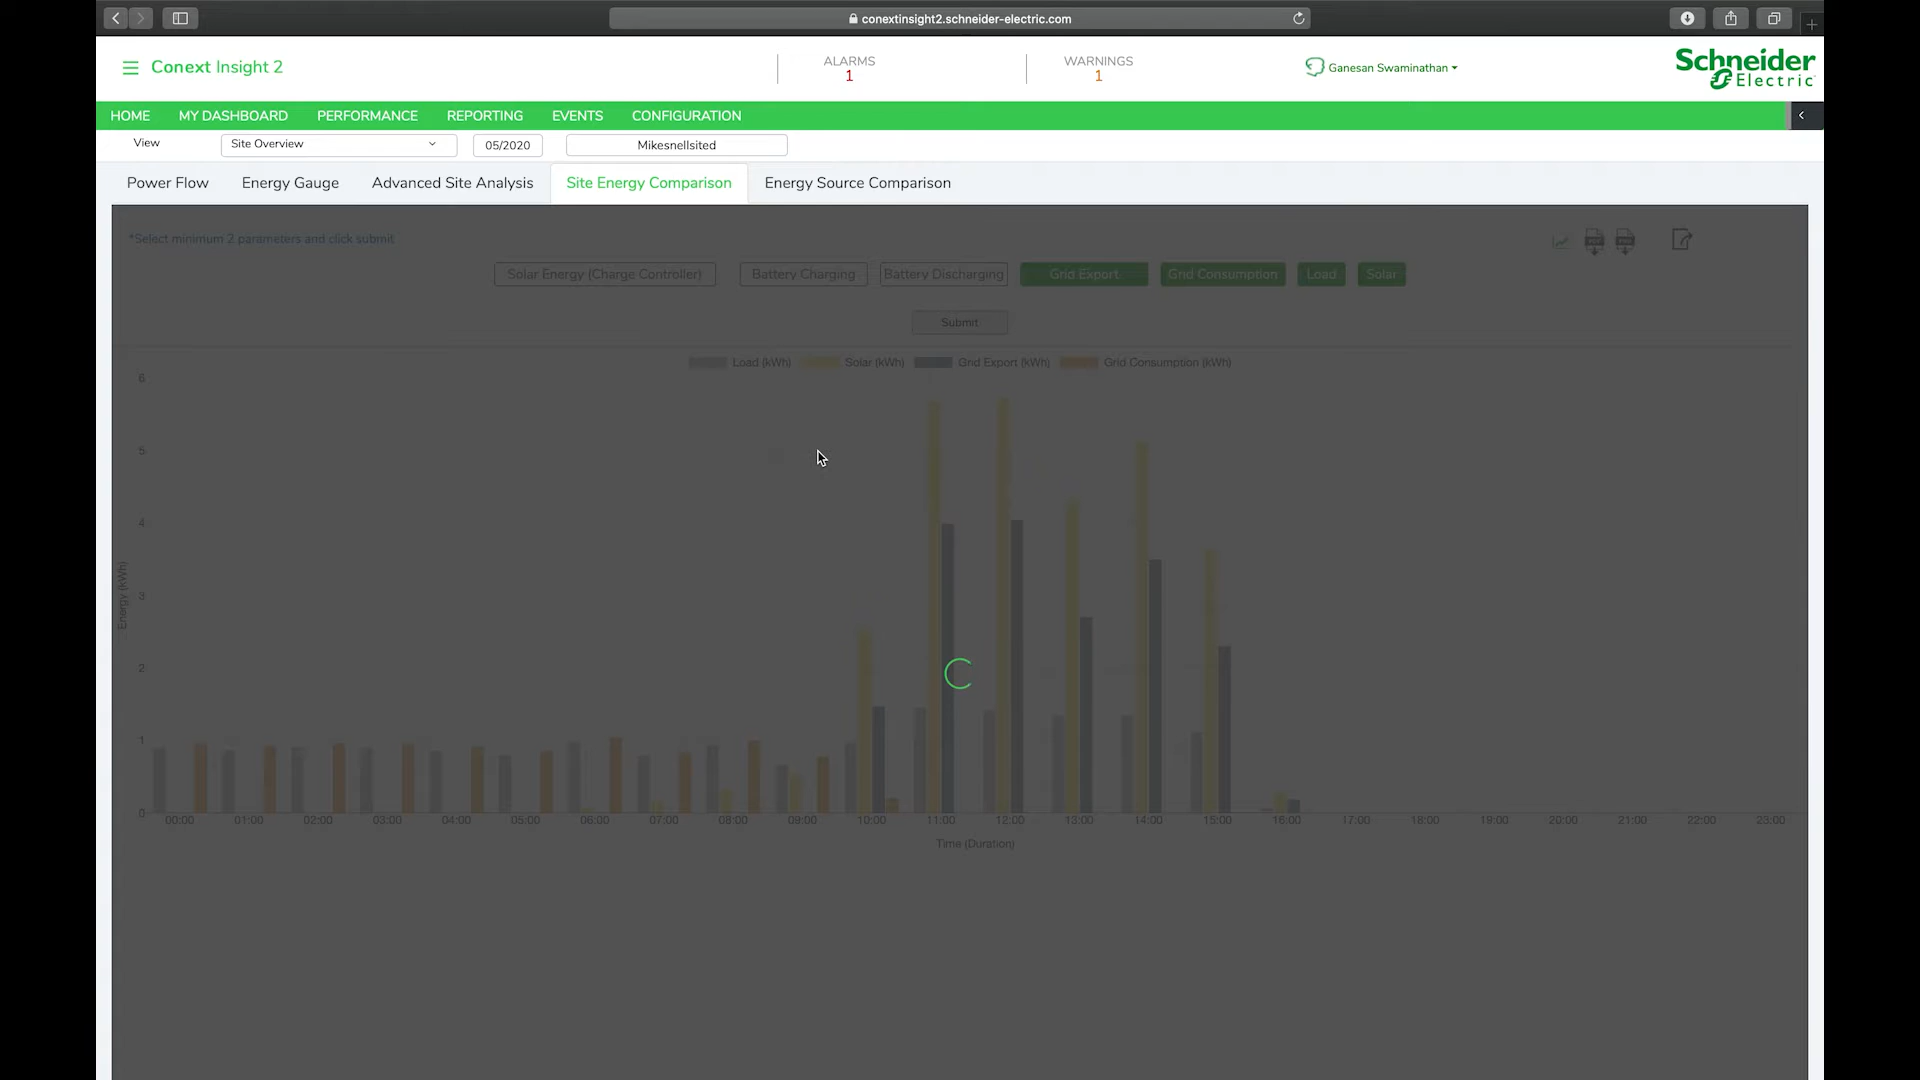 conextinsight2.schneider-electric.com
Conext Insight 2
ALARMS
1
WARNINGS
1
Ganesan Swaminathan
Schneider
Electric
HOME MY DASHBOARD PERFORMANCE REPORTING EVENTS CONFIGURATION
View Site Overview 05/2020 Mikesnellsited
Power Flow Energy Gauge Advanced Site Analysis Site Energy Comparison Energy Source Comparison
*Select minimum 2 parameters and click submit
Solar Energy (Charge Controller) Battery Charging Battery Discharging Grid Export Grid Consumption Load Solar
Submit
Load (kWh) Solar (kWh) Grid Export (kWh) Grid Consumption (kWh)
6
5
4
3
2
1
0
Energy (kWh)
00:00 01:00 02:00 03:00 04:00 05:00 06:00 07:00 08:00 09:00 10:00 11:00 12:00 13:00 14:00 15:00 16:00 17:00 18:00 19:00 20:00 21:00 22:00 23:00
Time (Duration)